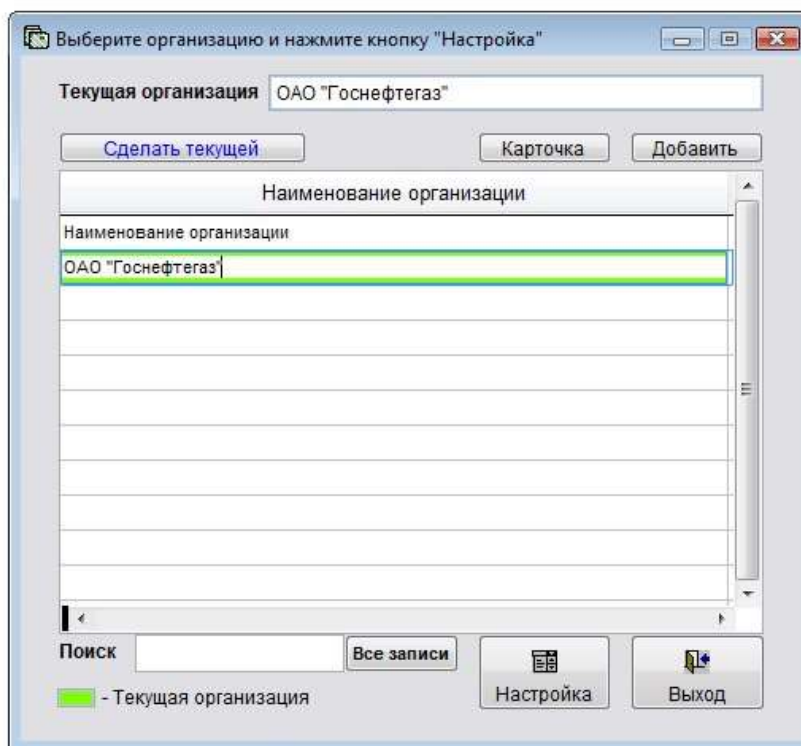 Выберите организацию и нажмите кнопку "Настройка"
Текущая организация ОАО "Госнефтегаз"
Сделать текущей Карточка Добавить
Наименование организации
Наименование организации
ОАО "Госнефтегаз"
Поиск Все записи
Настройка Выход
- Текущая организация